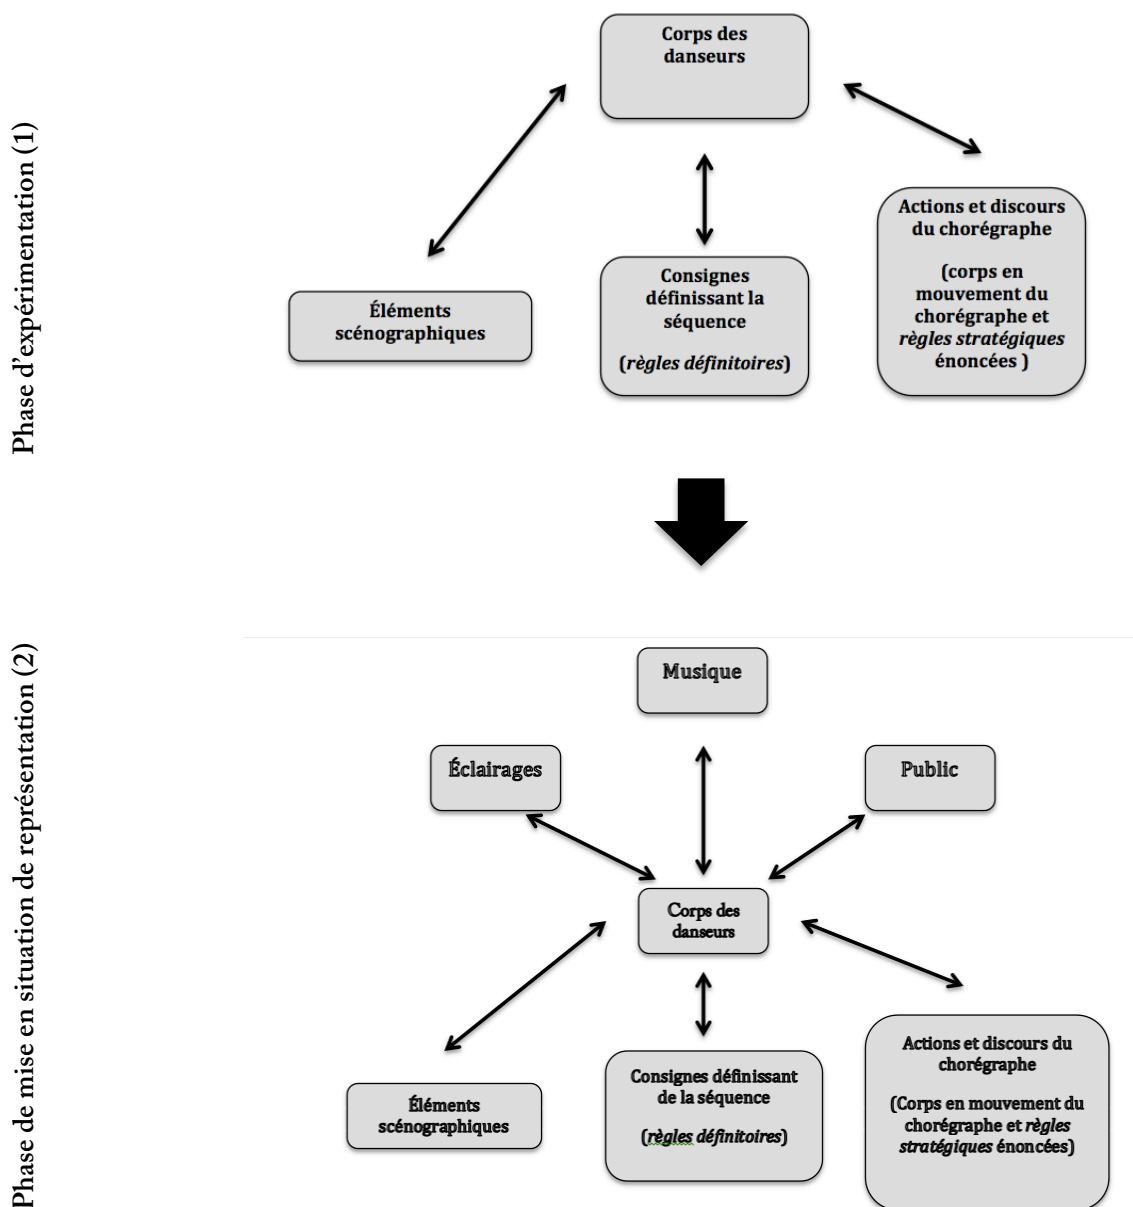 Phase d'expérimentation (1)
Corps des
danseurs
Éléments
scénographiques
Consignes
définissant la
séquence
(règles définitoires)
Actions et discours
du chorégraphe
(corps en
mouvement du
chorégraphe et
règles stratégiques
énoncées )
Phase de mise en situation de représentation (2)
Musique
Éclairages
Public
Corps des
danseurs
Éléments
scénographiques
Consignes définissant
de la séquence
(règles définitoires)
Actions et discours du
chorégraphe
(Corps en mouvement du
chorégraphe et règles
stratégiques énoncées)